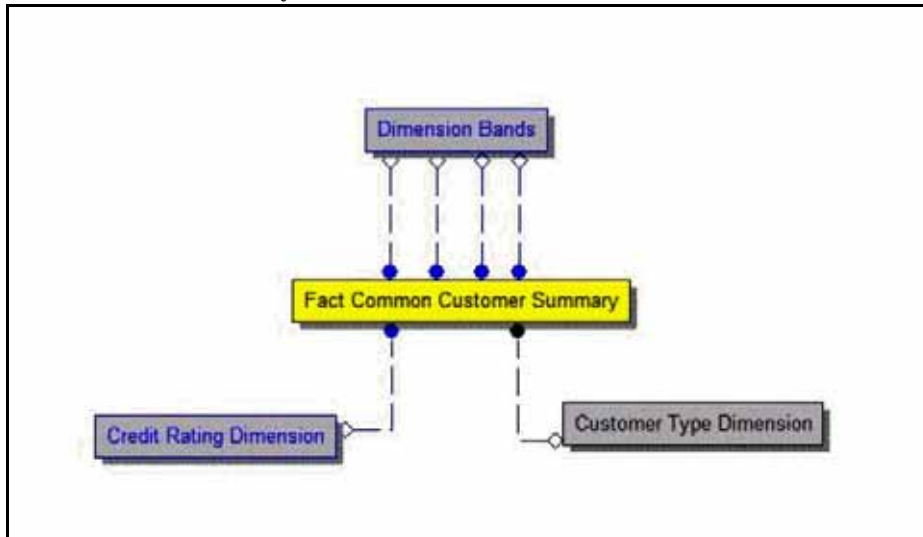 Dimension Bands
Fact Common Customer Summary
Credit Rating Dimension
Customer Type Dimension